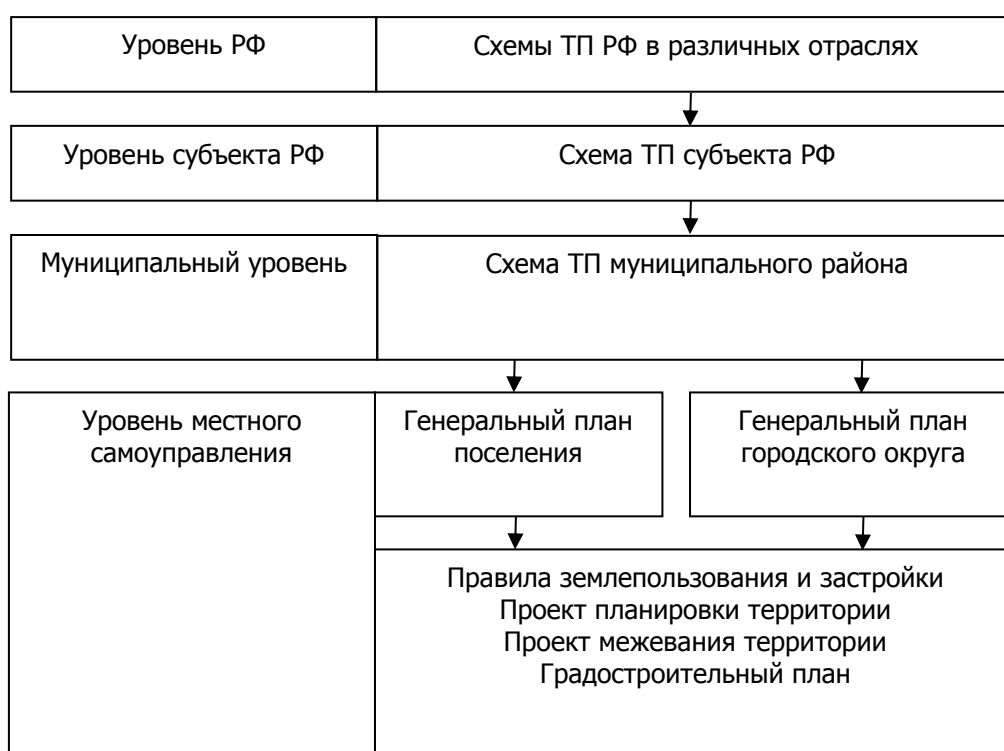 Уровень РФ
Схемы ТП РФ в различных отраслях
Уровень субъекта РФ
Схема ТП субъекта РФ
Муниципальный уровень
Схема ТП муниципального района
Уровень местного
самоуправления
Генеральный план
поселения
Генеральный план
городского округа
Правила землепользования и застройки
Проект планировки территории
Проект межевания территории
Градостроительный план